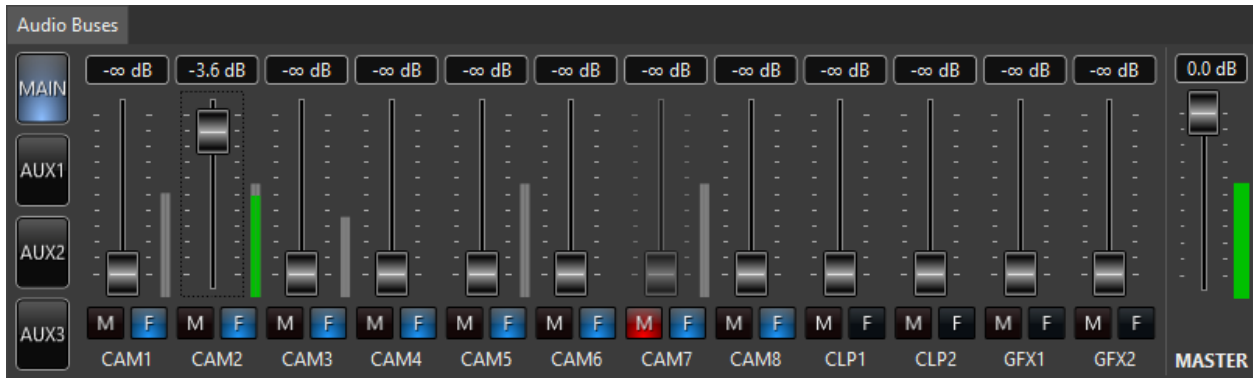 Audio Buses
MAIN
AUX1
AUX2
AUX3
-∞ dB -3.6 dB -∞ dB -∞ dB -∞ dB -∞ dB -∞ dB -∞ dB -∞ dB -∞ dB -∞ dB -∞ dB 0.0 dB
M F M F M F M F M F M F M F M F M F M F M F M F
CAM1 CAM2 CAM3 CAM4 CAM5 CAM6 CAM7 CAM8 CLP1 CLP2 GFX1 GFX2 MASTER